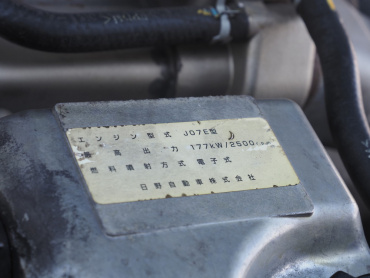 エンジン型式 J07E型
最高出力 177kW/2500
燃料噴射方式 電子式
日野自動車株式会社